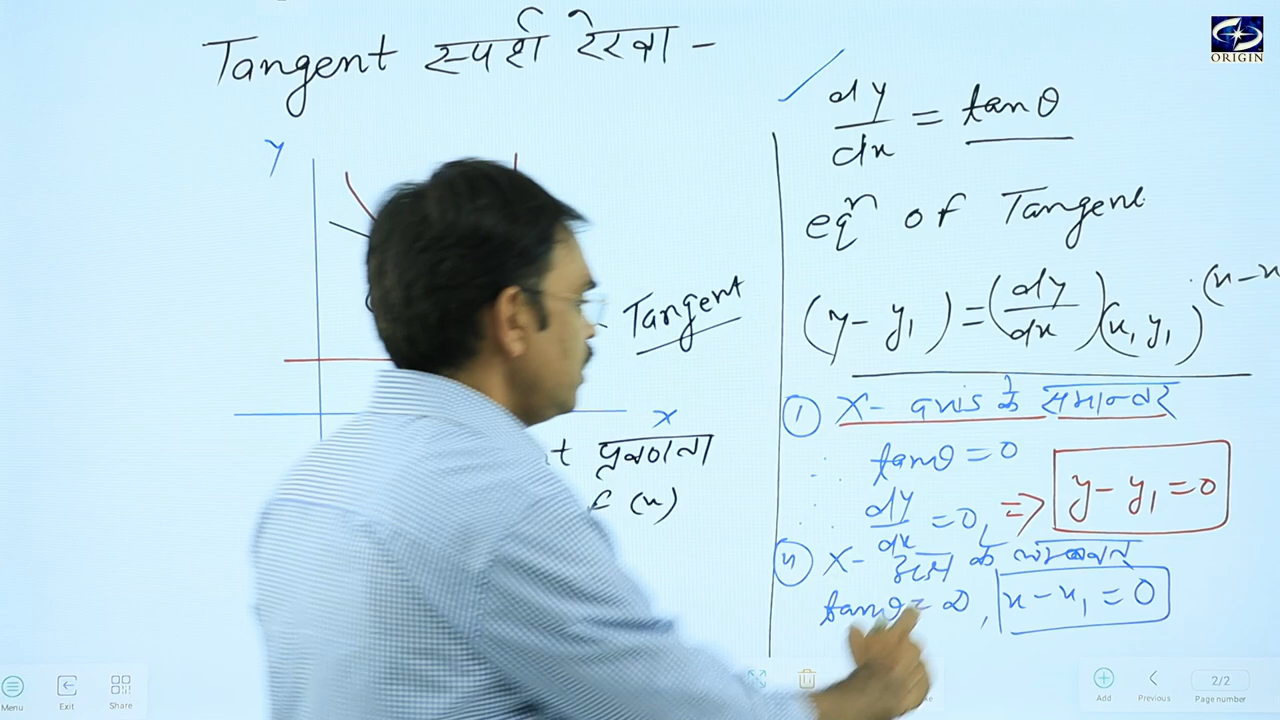 Tangent स्पर्श रेखा -
ORIGIN
Y
Tangent
X
प्रवणता
(x)
dy/dx = tanθ
eqⁿ of Tangent
(y - y₁) = (dy/dx)(x₁ y₁) (x - x
① X- axis के समान्तर
∴ tanθ = 0
∴ dy/dx = 0, ⇒ y - y₁ = 0
X- अक्ष के लम्बवत्
tanθ = ∞, x - x₁ = 0
Menu
Exit
Share
Add
Previous
2/2
Page number